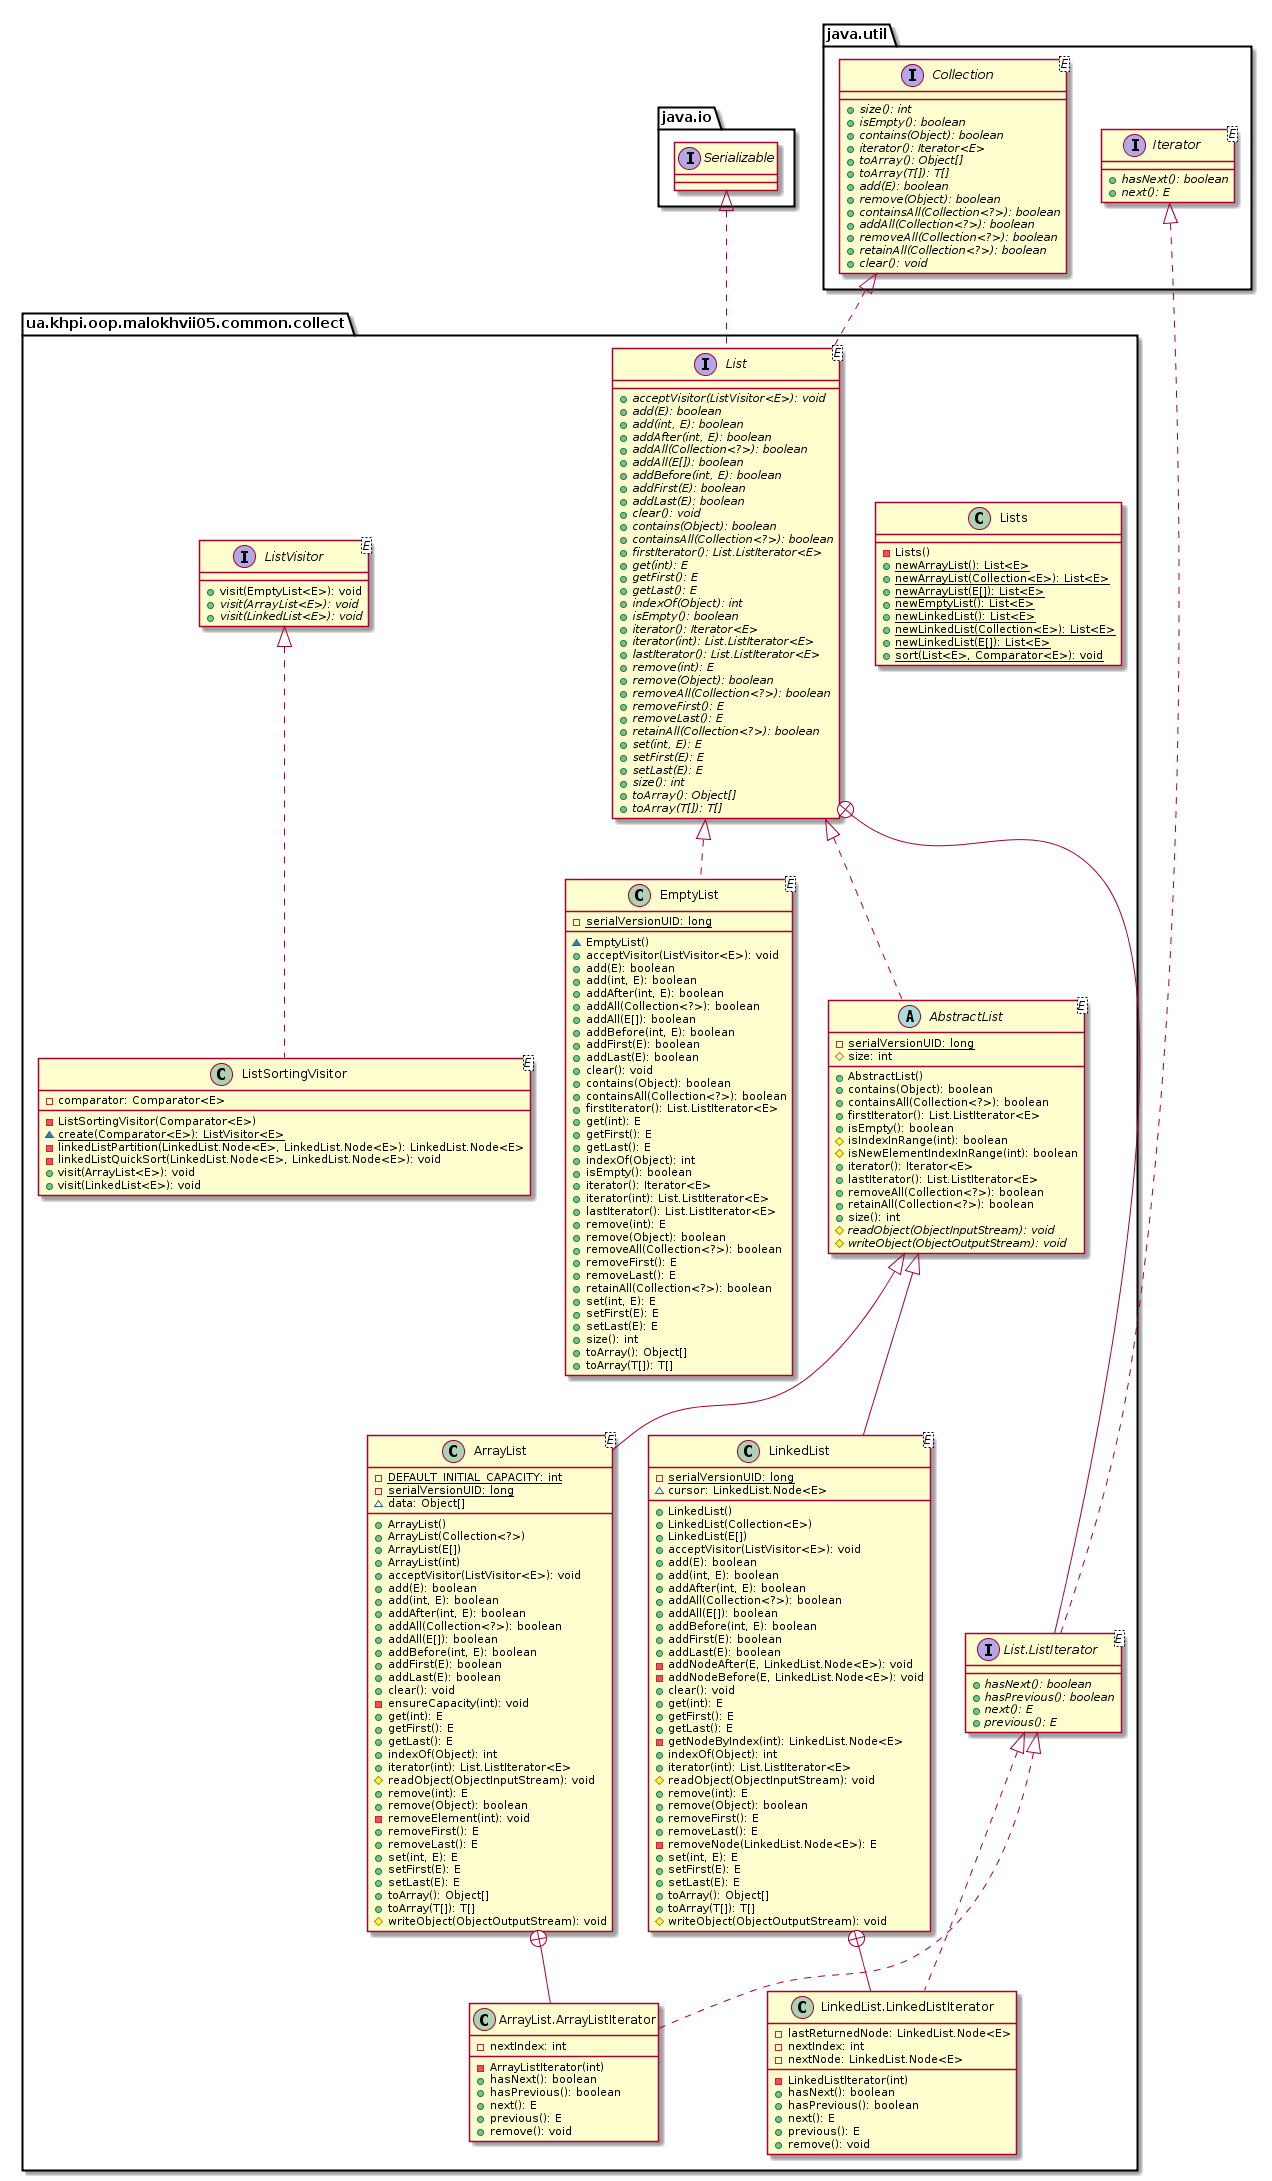 java.util
I Collection E
size(): int
isEmpty(): boolean
contains(Object): boolean
iterator(): Iterator<E>
toArray(): Object[]
toArray(T[]): T[]
add(E): boolean
remove(Object): boolean
containsAll(Collection<?>): boolean
addAll(Collection<?>): boolean
removeAll(Collection<?>): boolean
retainAll(Collection<?>): boolean
clear(): void
I Iterator E
hasNext(): boolean
next(): E
java.io
I Serializable
ua.khpi.oop.malokhvii05.common.collect
I List E
acceptVisitor(ListVisitor<E>): void
add(E): boolean
add(int, E): boolean
addAfter(int, E): boolean
addAll(Collection<?>): boolean
addAll(E[]): boolean
addBefore(int, E): boolean
addFirst(E): boolean
addLast(E): boolean
clear(): void
contains(Object): boolean
containsAll(Collection<?>): boolean
firstIterator(): List.ListIterator<E>
get(int): E
getFirst(): E
getLast(): E
indexOf(Object): int
isEmpty(): boolean
iterator(): Iterator<E>
iterator(int): List.ListIterator<E>
lastIterator(): List.ListIterator<E>
remove(int): E
remove(Object): boolean
removeAll(Collection<?>): boolean
removeFirst(): E
removeLast(): E
retainAll(Collection<?>): boolean
set(int, E): E
setFirst(E): E
setLast(E): E
size(): int
toArray(): Object[]
toArray(T[]): T[]
C Lists
Lists()
newArrayList(): List<E>
newArrayList(Collection<E>): List<E>
newArrayList(E[]): List<E>
newEmptyList(): List<E>
newLinkedList(): List<E>
newLinkedList(Collection<E>): List<E>
newLinkedList(E[]): List<E>
sort(List<E>, Comparator<E>): void
I ListVisitor E
visit(EmptyList<E>): void
visit(ArrayList<E>): void
visit(LinkedList<E>): void
C EmptyList E
serialVersionUID: long
EmptyList()
acceptVisitor(ListVisitor<E>): void
add(E): boolean
add(int, E): boolean
addAfter(int, E): boolean
addAll(Collection<?>): boolean
addAll(E[]): boolean
addBefore(int, E): boolean
addFirst(E): boolean
addLast(E): boolean
clear(): void
contains(Object): boolean
containsAll(Collection<?>): boolean
firstIterator(): List.ListIterator<E>
get(int): E
getFirst(): E
getLast(): E
indexOf(Object): int
isEmpty(): boolean
iterator(): Iterator<E>
iterator(int): List.ListIterator<E>
lastIterator(): List.ListIterator<E>
remove(int): E
remove(Object): boolean
removeAll(Collection<?>): boolean
removeFirst(): E
removeLast(): E
retainAll(Collection<?>): boolean
set(int, E): E
setFirst(E): E
setLast(E): E
size(): int
toArray(): Object[]
toArray(T[]): T[]
A AbstractList E
serialVersionUID: long
size: int
AbstractList()
contains(Object): boolean
containsAll(Collection<?>): boolean
firstIterator(): List.ListIterator<E>
isEmpty(): boolean
isIndexInRange(int): boolean
isNewElementIndexInRange(int): boolean
iterator(): Iterator<E>
lastIterator(): List.ListIterator<E>
removeAll(Collection<?>): boolean
retainAll(Collection<?>): boolean
size(): int
readObject(ObjectInputStream): void
writeObject(ObjectOutputStream): void
C ListSortingVisitor E
comparator: Comparator<E>
ListSortingVisitor(Comparator<E>)
create(Comparator<E>): ListVisitor<E>
linkedListPartition(LinkedList.Node<E>, LinkedList.Node<E>): LinkedList.Node<E>
linkedListQuickSort(LinkedList.Node<E>, LinkedList.Node<E>): void
visit(ArrayList<E>): void
visit(LinkedList<E>): void
C ArrayList E
DEFAULT_INITIAL_CAPACITY: int
serialVersionUID: long
data: Object[]
ArrayList()
ArrayList(Collection<?>)
ArrayList(E[])
ArrayList(int)
acceptVisitor(ListVisitor<E>): void
add(E): boolean
add(int, E): boolean
addAfter(int, E): boolean
addAll(Collection<?>): boolean
addAll(E[]): boolean
addBefore(int, E): boolean
addFirst(E): boolean
addLast(E): boolean
clear(): void
ensureCapacity(int): void
get(int): E
getFirst(): E
getLast(): E
indexOf(Object): int
iterator(int): List.ListIterator<E>
readObject(ObjectInputStream): void
remove(int): E
remove(Object): boolean
removeElement(int): void
removeFirst(): E
removeLast(): E
set(int, E): E
setFirst(E): E
setLast(E): E
toArray(): Object[]
toArray(T[]): T[]
writeObject(ObjectOutputStream): void
C LinkedList E
serialVersionUID: long
cursor: LinkedList.Node<E>
LinkedList()
LinkedList(Collection<E>)
LinkedList(E[])
acceptVisitor(ListVisitor<E>): void
add(E): boolean
add(int, E): boolean
addAfter(int, E): boolean
addAll(Collection<?>): boolean
addAll(E[]): boolean
addBefore(int, E): boolean
addFirst(E): boolean
addLast(E): boolean
addNodeAfter(E, LinkedList.Node<E>): void
addNodeBefore(E, LinkedList.Node<E>): void
clear(): void
get(int): E
getFirst(): E
getLast(): E
getNodeByIndex(int): LinkedList.Node<E>
indexOf(Object): int
iterator(int): List.ListIterator<E>
readObject(ObjectInputStream): void
remove(int): E
remove(Object): boolean
removeFirst(): E
removeLast(): E
removeNode(LinkedList.Node<E>): E
set(int, E): E
setFirst(E): E
setLast(E): E
toArray(): Object[]
toArray(T[]): T[]
writeObject(ObjectOutputStream): void
I List.ListIterator E
hasNext(): boolean
hasPrevious(): boolean
next(): E
previous(): E
C ArrayList.ArrayListIterator
nextIndex: int
ArrayListIterator(int)
hasNext(): boolean
hasPrevious(): boolean
next(): E
previous(): E
remove(): void
C LinkedList.LinkedListIterator
lastReturnedNode: LinkedList.Node<E>
nextIndex: int
nextNode: LinkedList.Node<E>
LinkedListIterator(int)
hasNext(): boolean
hasPrevious(): boolean
next(): E
previous(): E
remove(): void